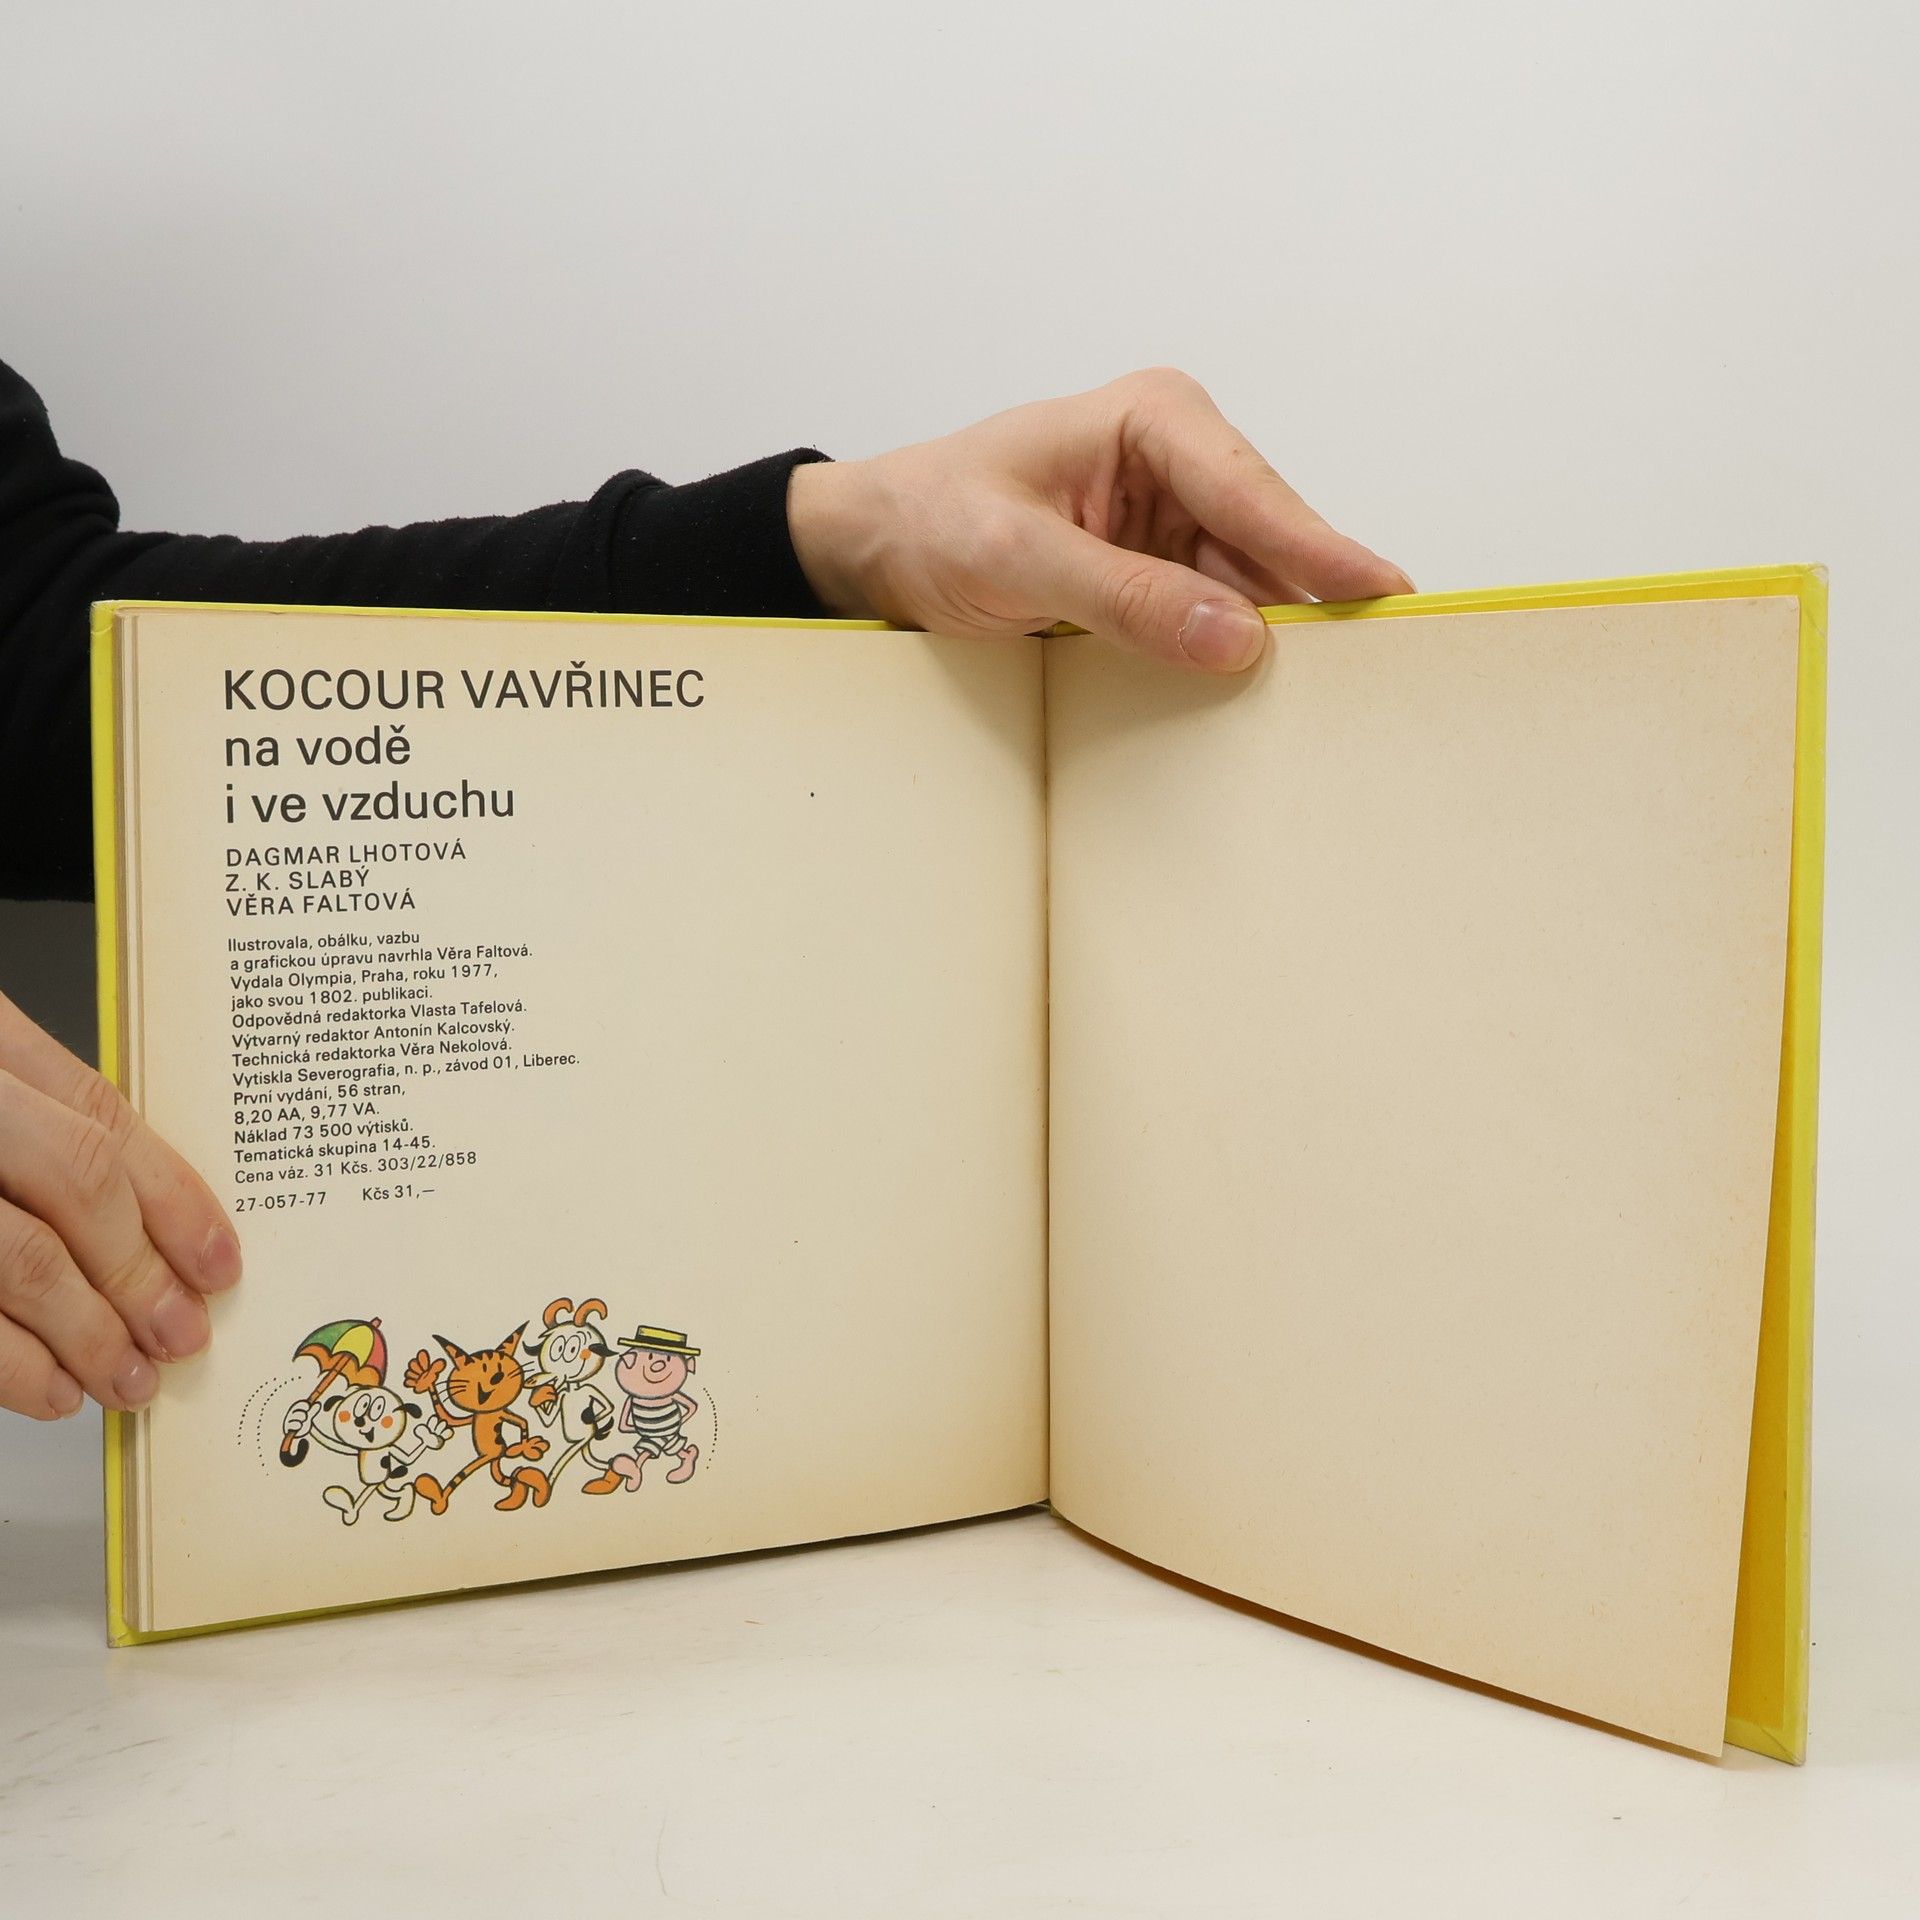 KOCOUR VAVŘINEC
na vodě
i ve vzduchu
DAGMAR LHOTOVÁ
Z. K. SLABÝ
VĚRA FALTOVÁ
Ilustrovala, obálku, vazbu
a grafickou úpravu navrhla Věra Faltová.
Vydala Olympia, Praha, roku 1977,
jako svou 1802. publikaci.
Odpovědná redaktorka Vlasta Tafelová.
Výtvarný redaktor Antonín Kalcovský.
Technická redaktorka Věra Nekolová.
Vytiskla Severografia, n. p., závod 01, Liberec.
První vydání, 56 stran,
8,20 AA, 9,77 VA.
Náklad 73 500 výtisků.
Tematická skupina 14-45.
Cena váz. 31 Kčs. 303/22/858
27-057-77 Kčs 31,—